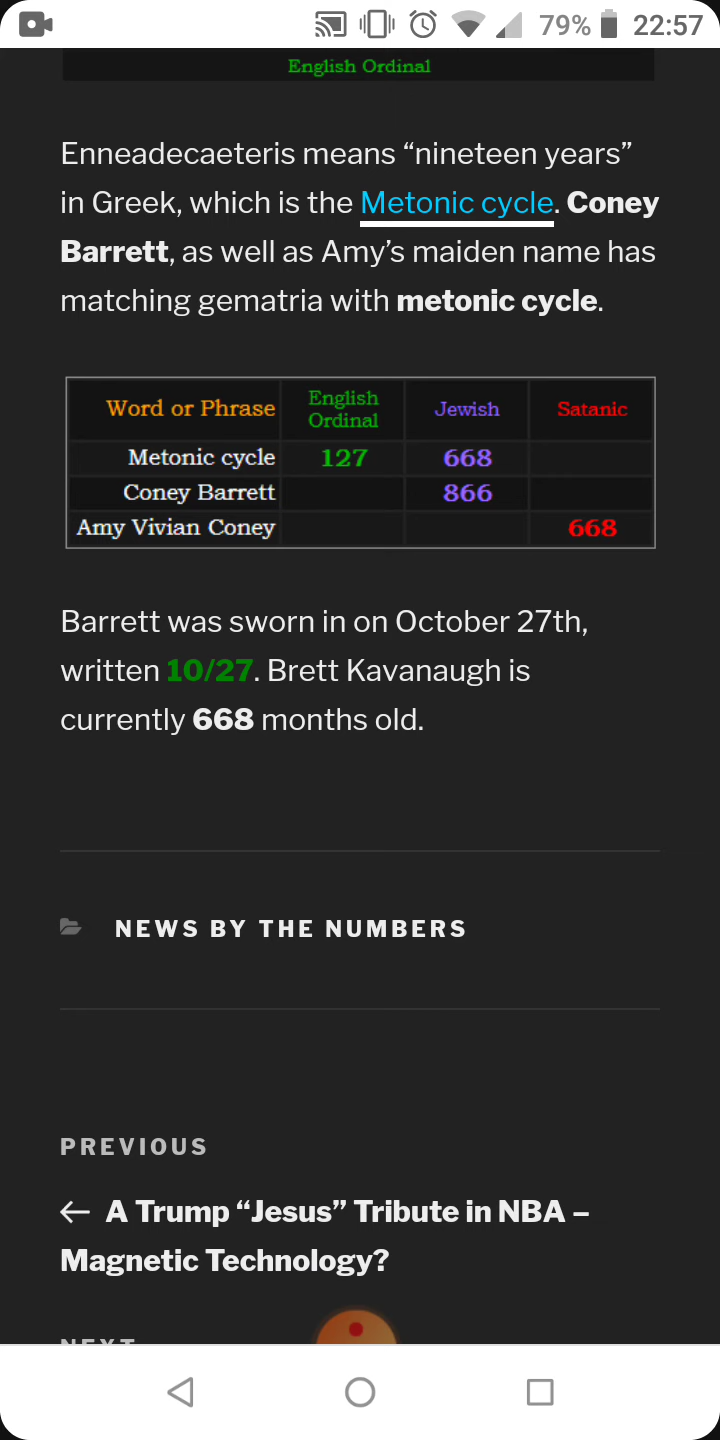 79% 22:57
English Ordinal
Enneadecaeteris means “nineteen years”
in Greek, which is the Metonic cycle. Coney
Barrett, as well as Amy’s maiden name has
matching gematria with metonic cycle.
Word or Phrase English Ordinal Jewish Satanic
Metonic cycle 127 668
Coney Barrett 866
Amy Vivian Coney 668
Barrett was sworn in on October 27th,
written 10/27. Brett Kavanaugh is
currently 668 months old.
NEWS BY THE NUMBERS
PREVIOUS
← A Trump “Jesus” Tribute in NBA –
Magnetic Technology?
NEXT